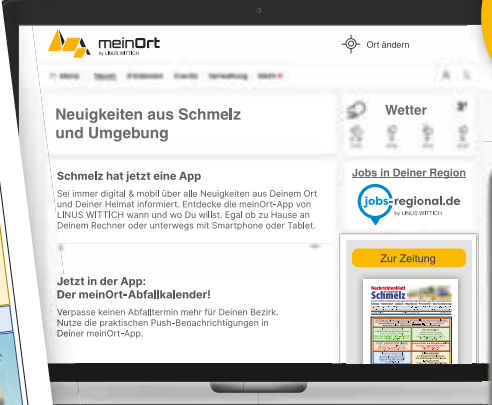 meinOrt
by LINUS WITTICH
Ort ändern
Neuigkeiten aus Schmelz
und Umgebung
Wetter 3°
Schmelz hat jetzt eine App
Sei immer digital & mobil über alle Neuigkeiten aus Deinem Ort
und Deiner Heimat informiert. Entdecke die meinOrt-App von
LINUS WITTICH wann und wo Du willst. Egal ob zu Hause an
Deinem Rechner oder unterwegs mit Smartphone oder Tablet.
Jetzt in der App:
Der meinOrt-Abfallkalender!
Verpasse keinen Abfalltermin mehr für Deinen Bezirk.
Nutze die praktischen Push-Benachrichtigungen in
Deiner meinOrt-App.
Jobs in Deiner Region
jobs-regional.de
by LINUS WITTICH
Zur Zeitung
Nachrichtenblatt
Schmelz